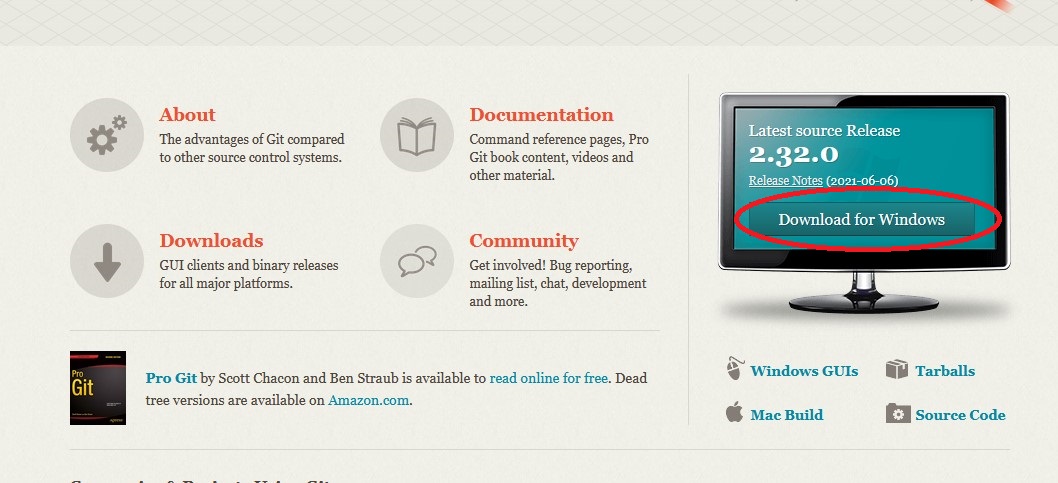 About
The advantages of Git compared
to other source control systems.
Documentation
Command reference pages, Pro
Git book content, videos and
other material.
Downloads
GUI clients and binary releases
for all major platforms.
Community
Get involved! Bug reporting,
mailing list, chat, development
and more.
Pro
Git
Pro Git by Scott Chacon and Ben Straub is available to read online for free. Dead
tree versions are available on Amazon.com.
Latest source Release
2.32.0
Release Notes (2021-06-06)
Download for Windows
Windows GUIs
Tarballs
Mac Build
Source Code